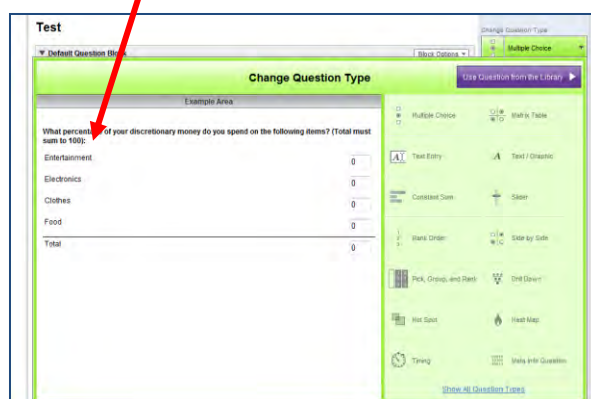 Test
Change Question Type
▼ Default Question Block
Block Options
Multiple Choice
Change Question Type
Use Question from the Library
Example Area
What percentage of your discretionary money do you spend on the following items? (Total must
sum to 100):
Entertainment 0
Electronics 0
Clothes 0
Food 0
Total 0
Multiple Choice
Matrix Table
Text Entry
Text / Graphic
Constant Sum
Slider
Rank Order
Side by Side
Pick, Group, and Rank
Drill Down
Hot Spot
Heat Map
Timing
Meta Info Question
Show All Question Types